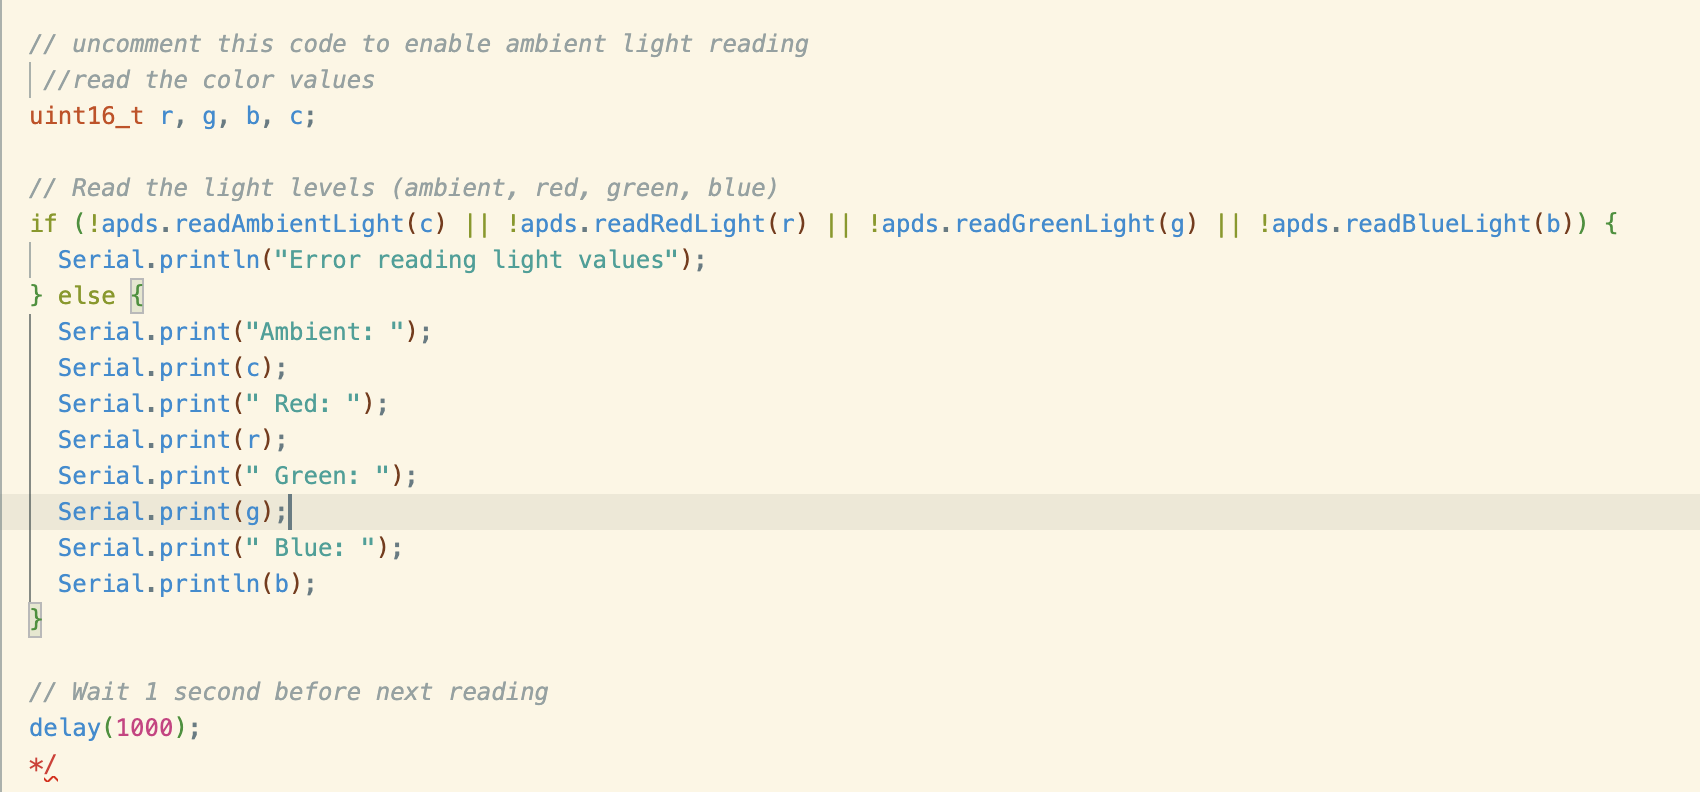 // uncomment this code to enable ambient light reading
//read the color values
uint16_t r, g, b, c;
// Read the light levels (ambient, red, green, blue)
if (!apds.readAmbientLight(c) || !apds.readRedLight(r) || !apds.readGreenLight(g) || !apds.readBlueLight(b)) {
Serial.println("Error reading light values");
} else {
Serial.print("Ambient: ");
Serial.print(c);
Serial.print(" Red: ");
Serial.print(r);
Serial.print(" Green: ");
Serial.print(g);
Serial.print(" Blue: ");
Serial.println(b);
}
// Wait 1 second before next reading
delay(1000);
*/